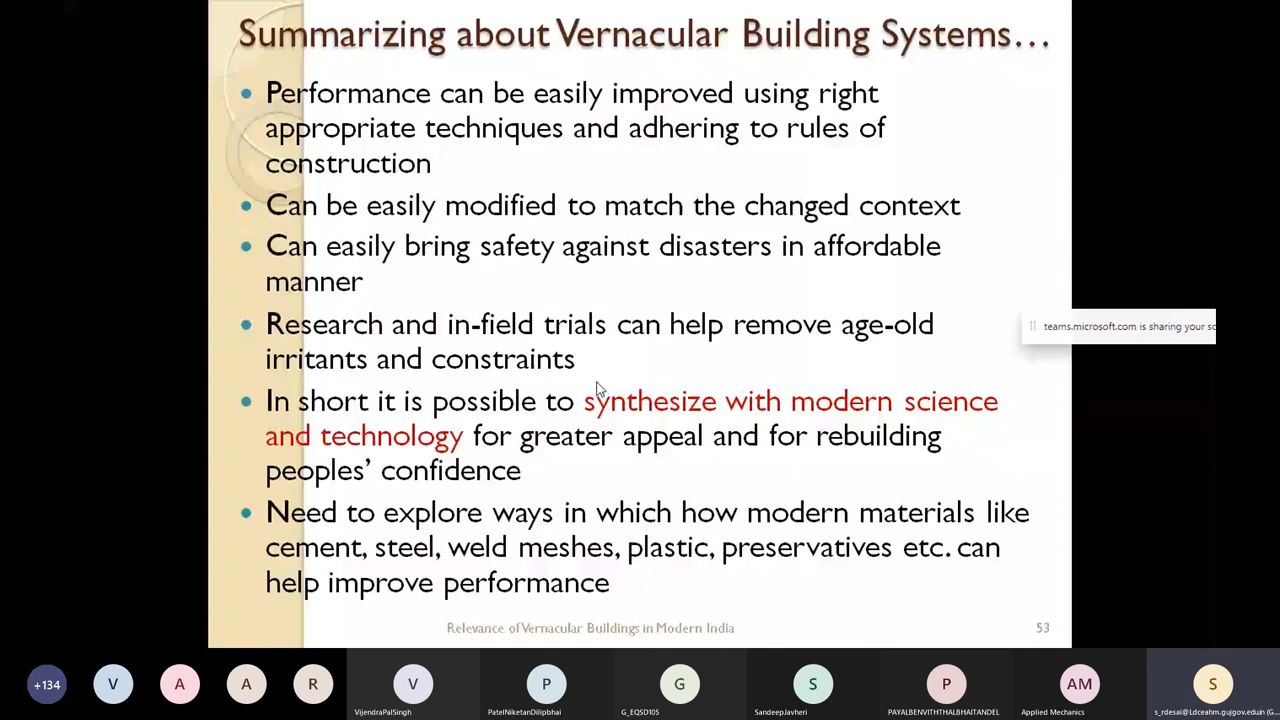 Summarizing about Vernacular Building Systems...
Performance can be easily improved using right
appropriate techniques and adhering to rules of
construction
Can be easily modified to match the changed context
Can easily bring safety against disasters in affordable
manner
Research and in-field trials can help remove age-old
irritants and constraints
In short it is possible to synthesize with modern science
and technology for greater appeal and for rebuilding
peoples' confidence
Need to explore ways in which how modern materials like
cement, steel, weld meshes, plastic, preservatives etc. can
help improve performance
Relevance of Vernacular Buildings in Modern India 53
teams.microsoft.com is sharing your sc
+134 V A A R V P G S P AM S
VijendraPalSingh PatelNiketanDilipbhai G_EQSD105 SandeepJavheri PAYALBENVITHTHALBHAITANDEL Applied Mechanics s_rdesai@Ldceahm.gujgov.eduin (G